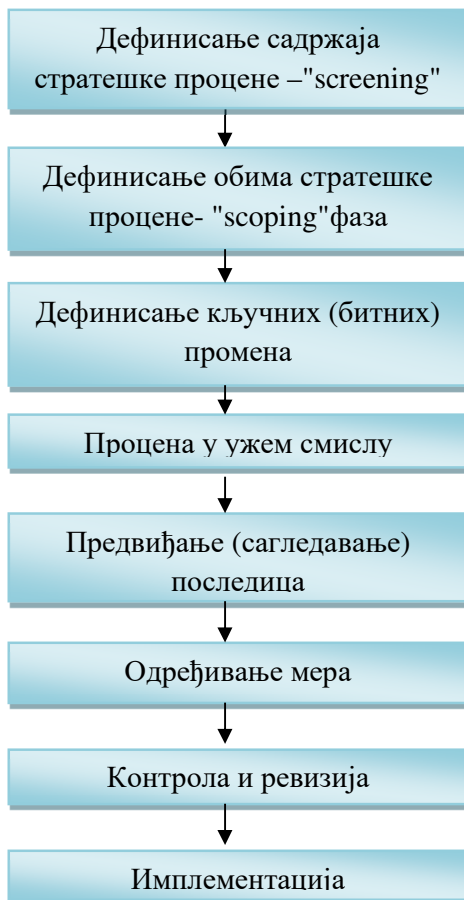 Дефинисање садржаја
стратешке процене –"screening"
Дефинисање обима стратешке
процене- "scoping"фаза
Дефинисање кључних (битних)
промена
Процена у ужем смислу
Предвиђање (сагледавање)
последица
Одређивање мера
Контрола и ревизија
Имплементација